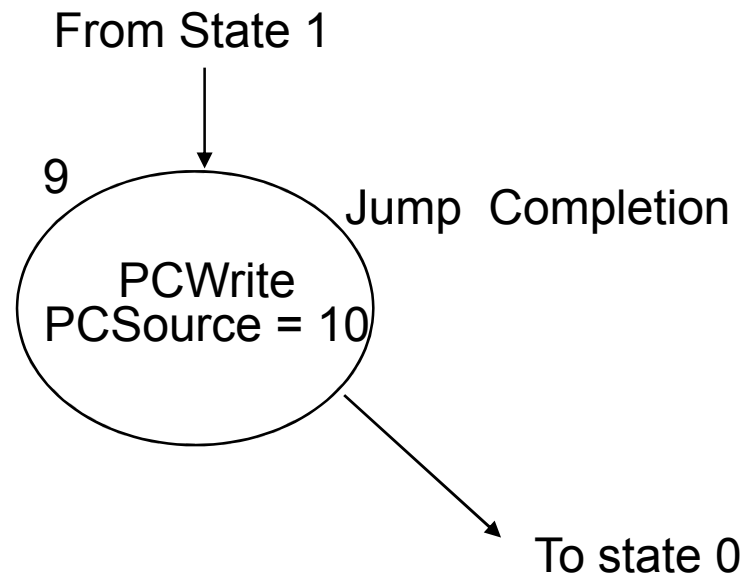 From State 1
9
Jump Completion
PCWrite
PCSource = 10
To state 0